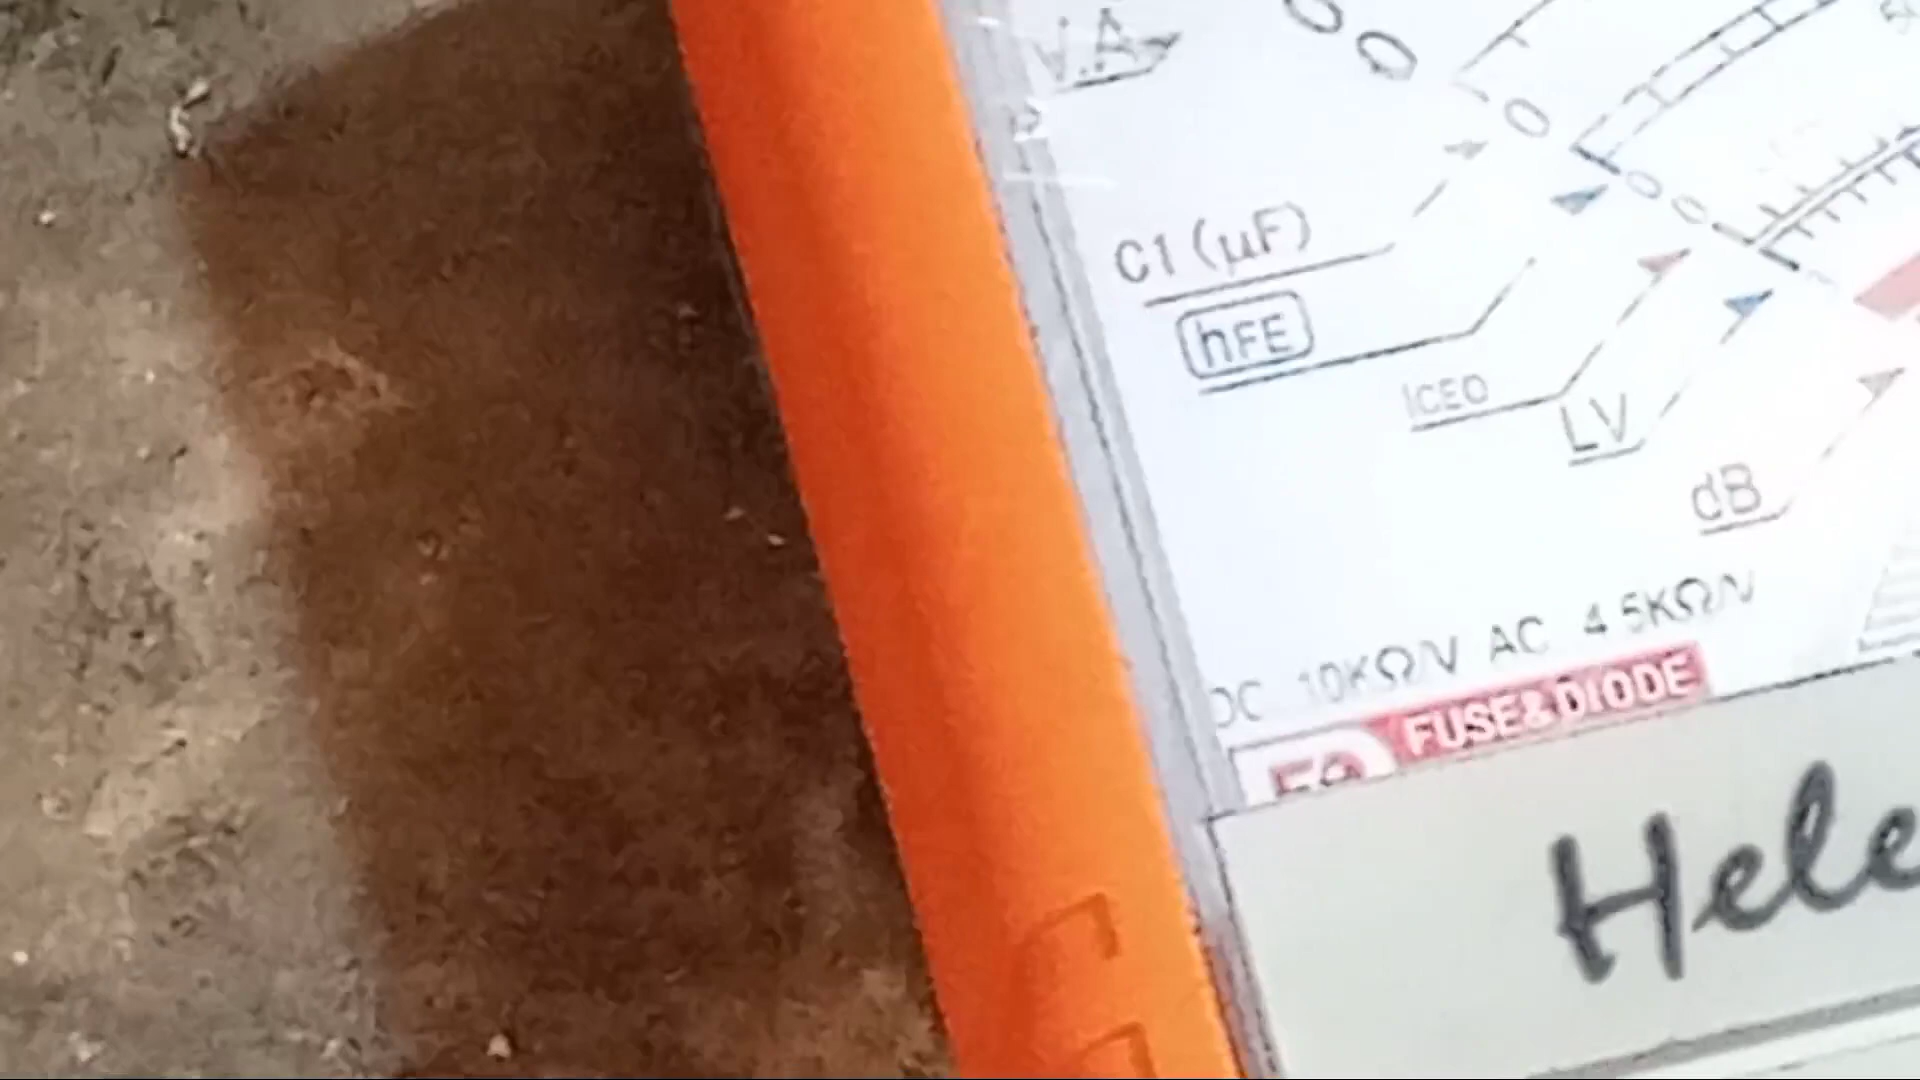 V.A
C1 (μF)
hFE
ICEO
LV
dB
DC 10KΩ/V AC 4.5KΩ/V
FUSE&DIODE
Hele